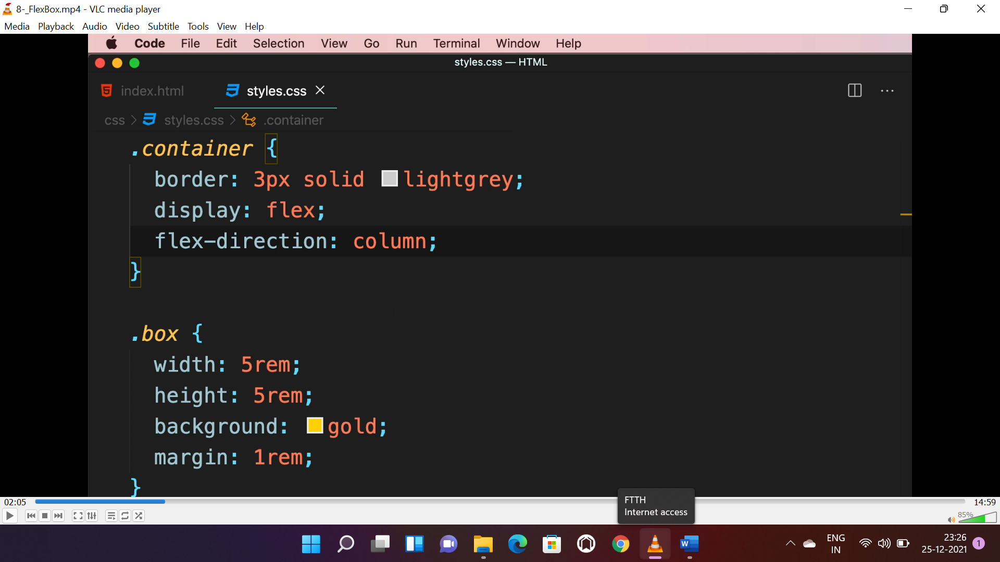 8-_FlexBox.mp4 - VLC media player
Media Playback Audio Video Subtitle Tools View Help
Code File Edit Selection View Go Run Terminal Window Help
styles.css — HTML
index.html styles.css
css > styles.css > .container
.container {
border: 3px solid lightgrey;
display: flex;
flex-direction: column;
}
.box {
width: 5rem;
height: 5rem;
background: gold;
margin: 1rem;
}
FTTH
Internet access
02:05 14:59
85%
ENG
IN
23:26
25-12-2021
1